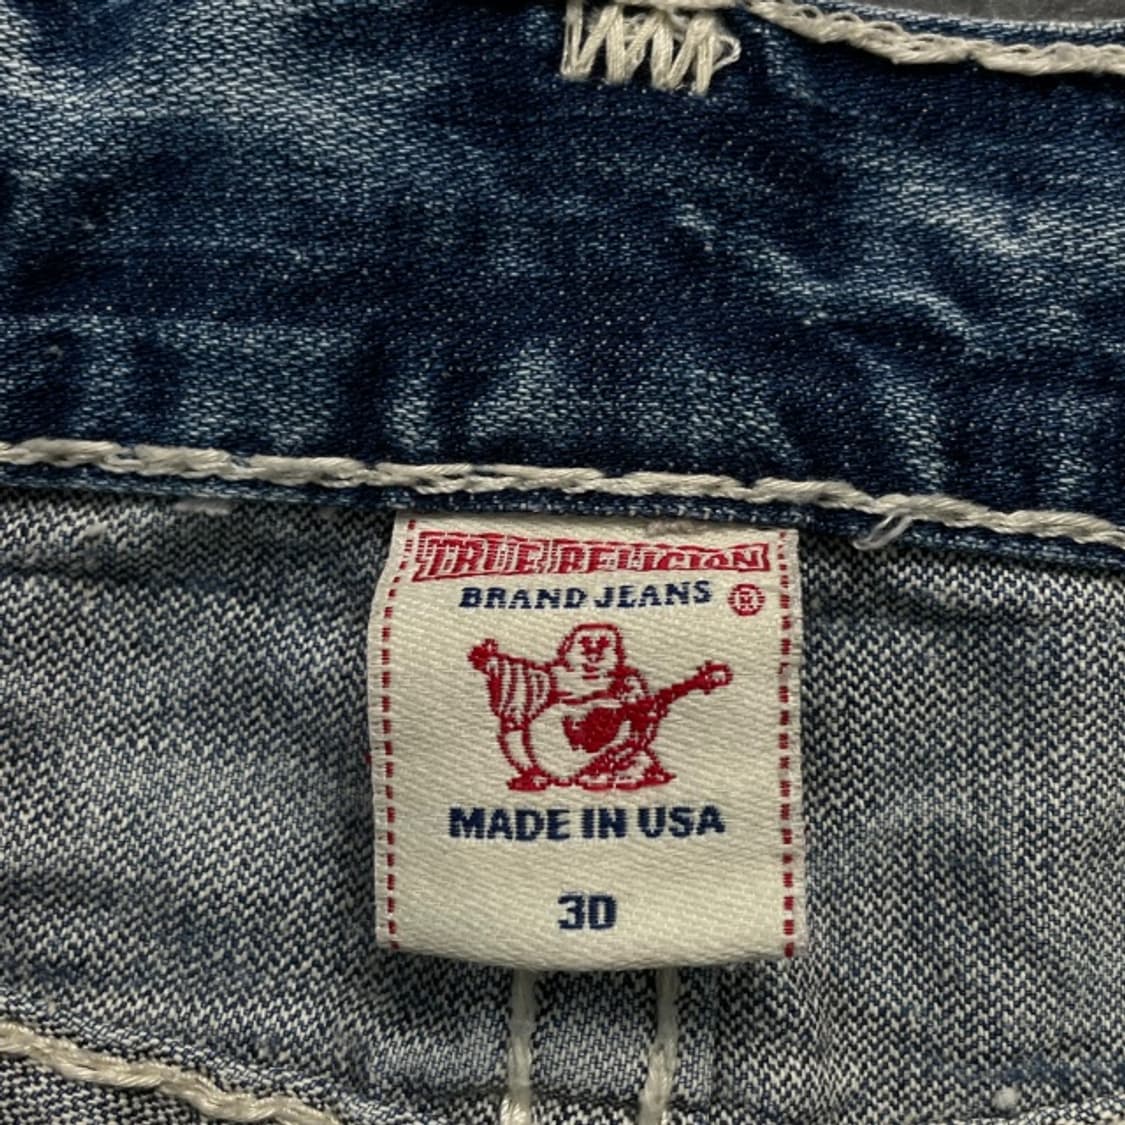 TRUE RELIGION
BRAND JEANS ®
MADE IN USA
30